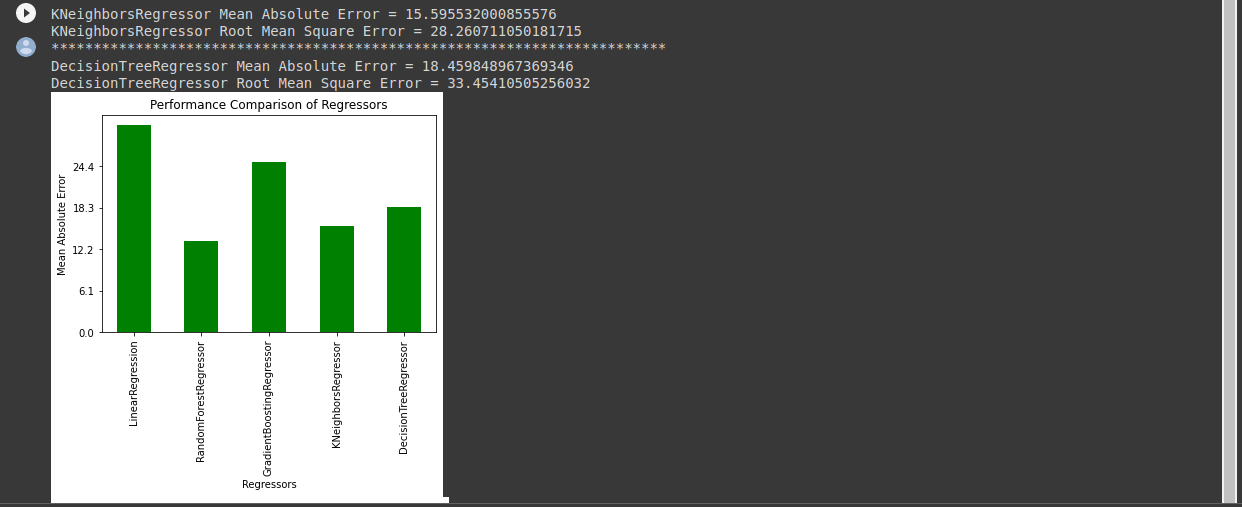 KNeighborsRegressor Mean Absolute Error = 15.595532000855576
KNeighborsRegressor Root Mean Square Error = 28.260711050181715
*************************************************************************
DecisionTreeRegressor Mean Absolute Error = 18.459848967369346
DecisionTreeRegressor Root Mean Square Error = 33.45410505256032
Performance Comparison of Regressors
Mean Absolute Error
24.4
18.3
12.2
6.1
0.0
LinearRegression
RandomForestRegressor
GradientBoostingRegressor
KNeighborsRegressor
DecisionTreeRegressor
Regressors